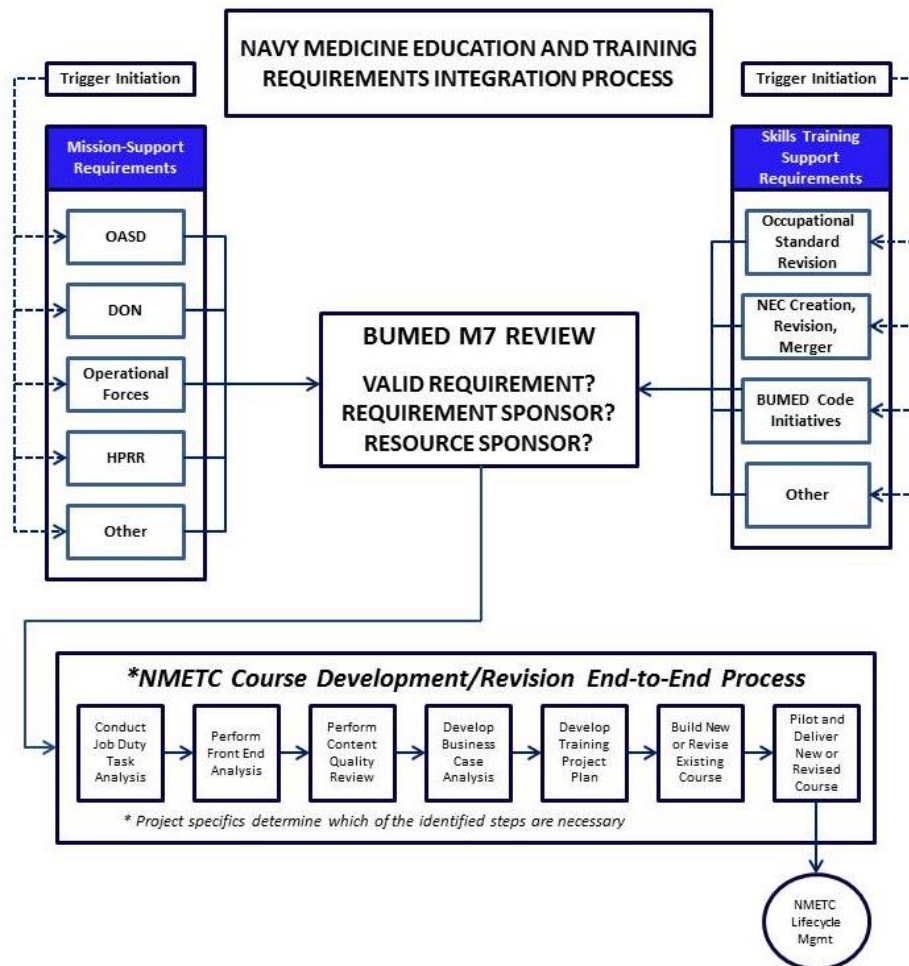 NAVY MEDICINE EDUCATION AND TRAINING
REQUIREMENTS INTEGRATION PROCESS
Trigger Initiation
Mission-Support
Requirements
OASD
DON
Operational
Forces
HPRR
Other
Trigger Initiation
Skills Training
Support
Requirements
Occupational
Standard
Revision
NEC Creation,
Revision,
Merger
BUMED Code
Initiatives
Other
BUMED M7 REVIEW
VALID REQUIREMENT?
REQUIREMENT SPONSOR?
RESOURCE SPONSOR?
*NMETC Course Development/Revision End-to-End Process
Conduct
Job Duty
Task
Analysis
Perform
Front End
Analysis
Perform
Content
Quality
Review
Develop
Business
Case
Analysis
Develop
Training
Project
Plan
Build New
or Revise
Existing
Course
Pilot and
Deliver
New or
Revised
Course
* Project specifics determine which of the identified steps are necessary
NMETC
Lifecycle
Mgmt